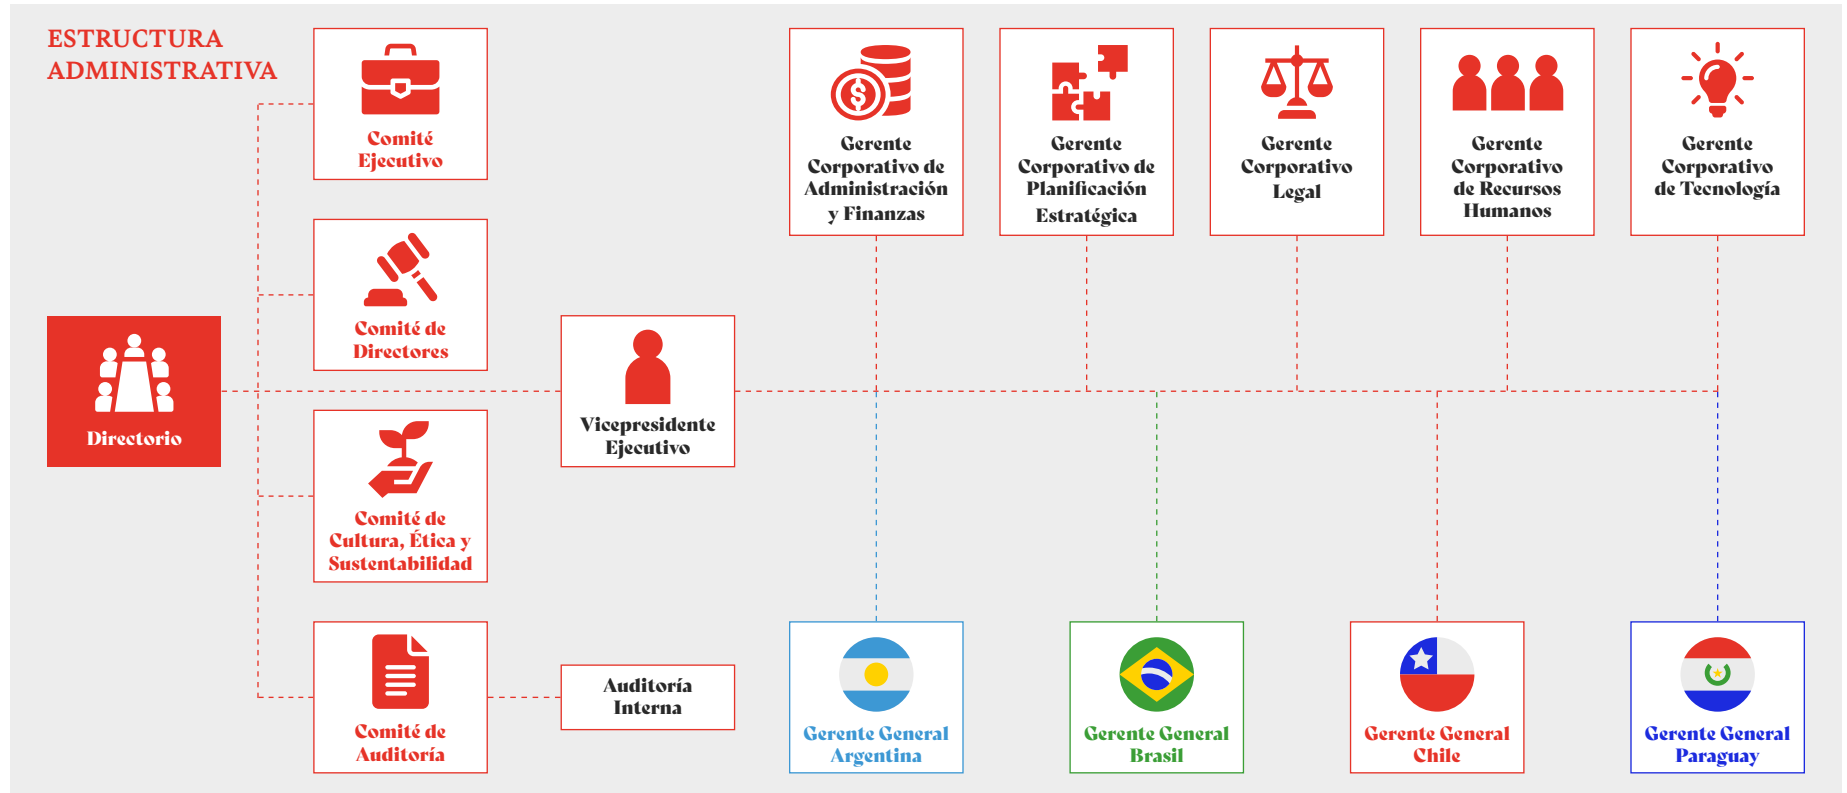 ESTRUCTURA
ADMINISTRATIVA
Comité
Ejecutivo
Comité de
Directores
Directorio
Comité de
Cultura, Ética y
Sustentabilidad
Comité de
Auditoría
Vicepresidente
Ejecutivo
Auditoría
Interna
Gerente
Corporativo de
Administración
y Finanzas
Gerente
Corporativo de
Planificación
Estratégica
Gerente
Corporativo
Legal
Gerente
Corporativo
de Recursos
Humanos
Gerente
Corporativo
de Tecnología
Gerente General
Argentina
Gerente General
Brasil
Gerente General
Chile
Gerente General
Paraguay